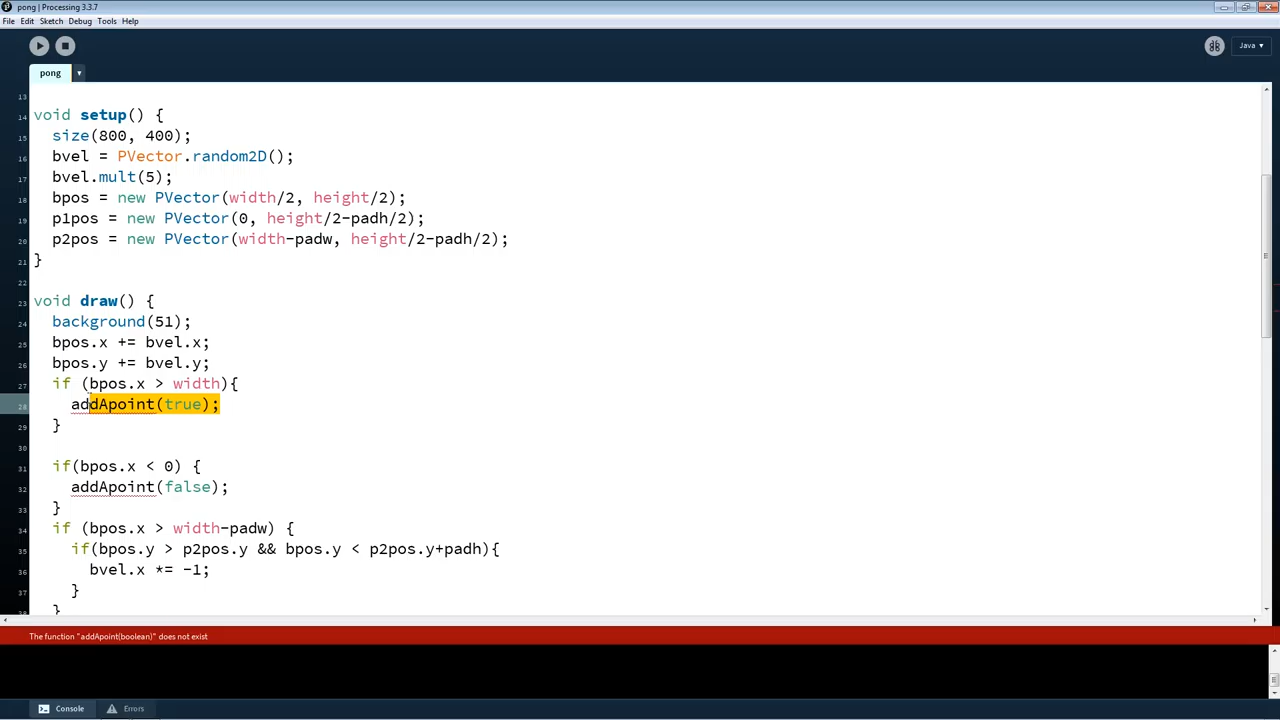 pong | Processing 3.3.7
File Edit Sketch Debug Tools Help
Java ▾
pong
13
14 void setup() {
15 size(800, 400);
16 bvel = PVector.random2D();
17 bvel.mult(5);
18 bpos = new PVector(width/2, height/2);
19 p1pos = new PVector(0, height/2-padh/2);
20 p2pos = new PVector(width-padw, height/2-padh/2);
21 }
22
23 void draw() {
24 background(51);
25 bpos.x += bvel.x;
26 bpos.y += bvel.y;
27 if (bpos.x > width){
28 addApoint(true);
29 }
30
31 if(bpos.x < 0) {
32 addApoint(false);
33 }
34 if (bpos.x > width-padw) {
35 if(bpos.y > p2pos.y && bpos.y < p2pos.y+padh){
36 bvel.x *= -1;
37 }
38 }
The function "addApoint(boolean)" does not exist
Console Errors